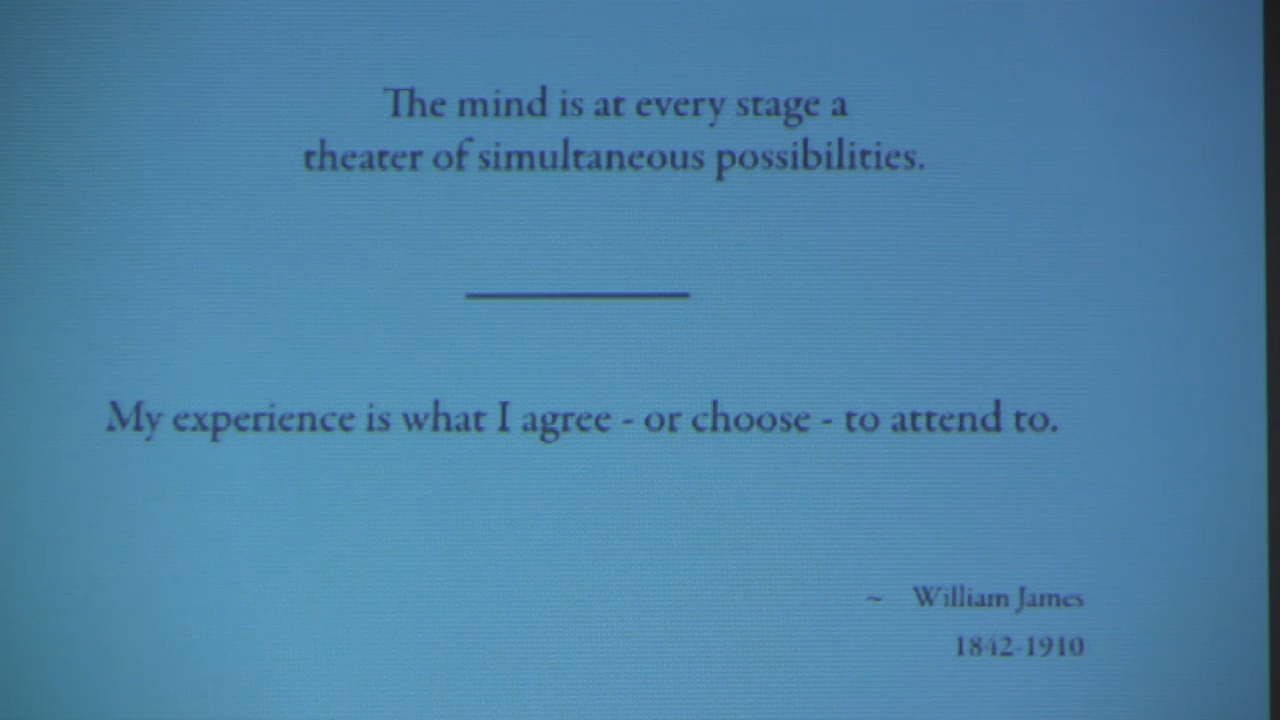 The mind is at every stage a
theater of simultaneous possibilities.
My experience is what I agree - or choose - to attend to.
~ William James
1842-1910